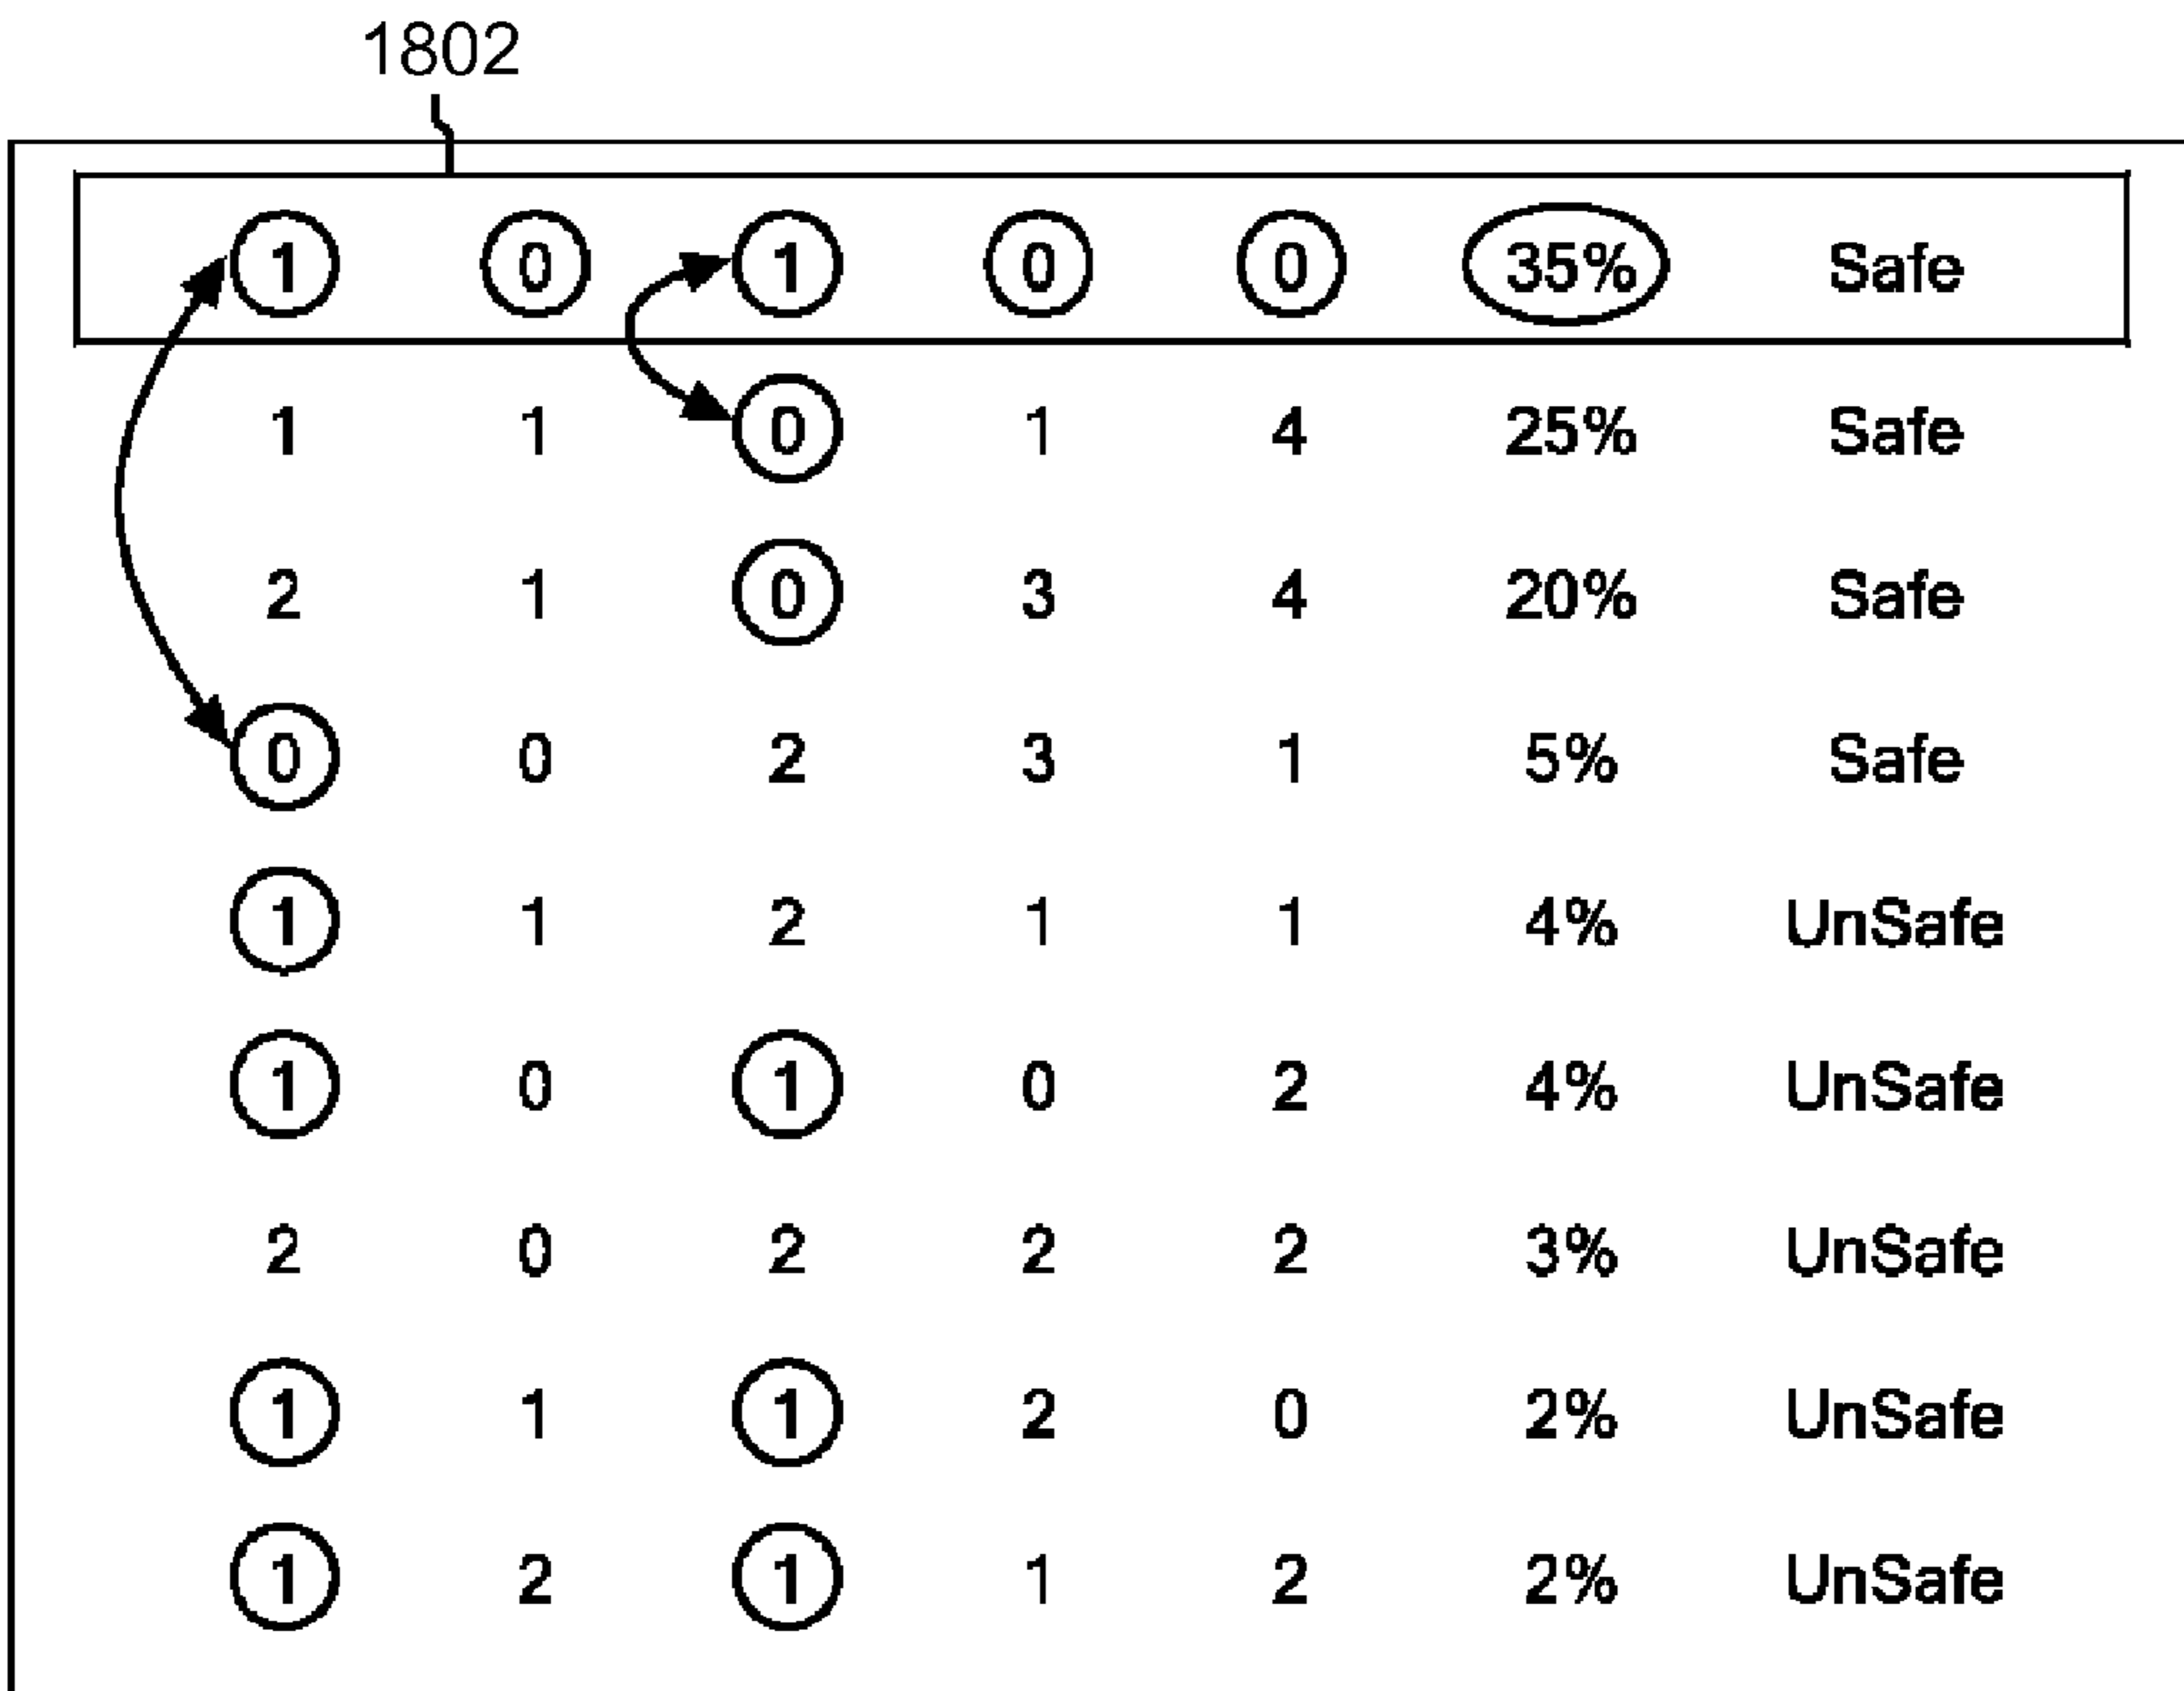 1802
1 0 1 0 0 35% Safe
1 1 0 1 4 25% Safe
2 1 0 3 4 20% Safe
0 0 2 3 1 5% Safe
1 1 2 1 1 4% UnSafe
1 0 1 0 2 4% UnSafe
2 0 2 2 2 3% UnSafe
1 1 1 2 0 2% UnSafe
1 2 1 1 2 2% UnSafe